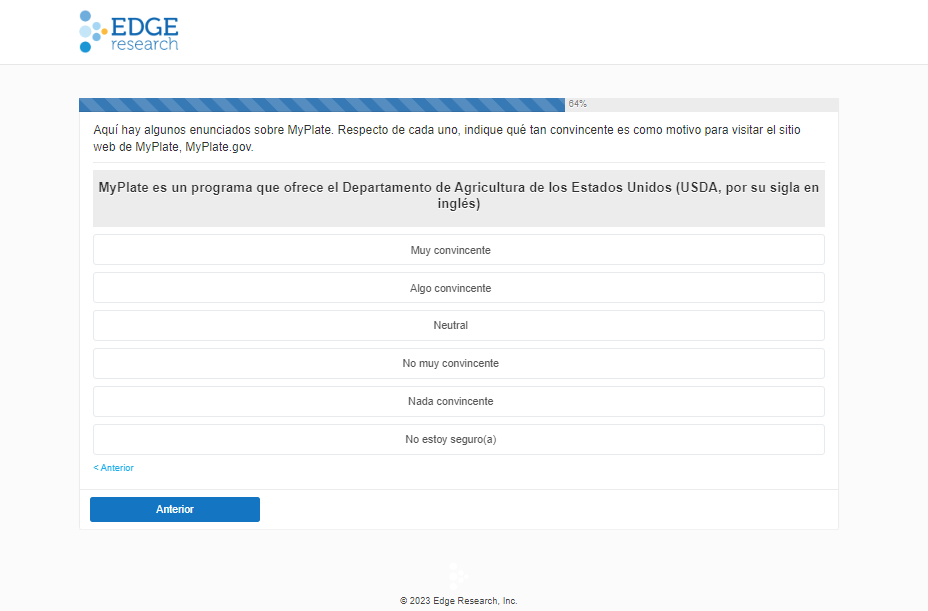 EDGE
research
64%
Aquí hay algunos enunciados sobre MyPlate. Respecto de cada uno, indique qué tan convincente es como motivo para visitar el sitio
web de MyPlate, MyPlate.gov.
MyPlate es un programa que ofrece el Departamento de Agricultura de los Estados Unidos (USDA, por su sigla en
inglés)
Muy convincente
Algo convincente
Neutral
No muy convincente
Nada convincente
No estoy seguro(a)
< Anterior
Anterior
© 2023 Edge Research, Inc.